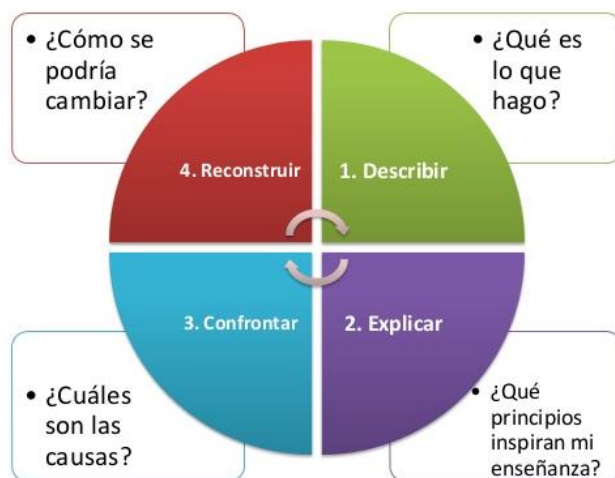 • ¿Cómo se
podría
cambiar?
• ¿Qué es
lo que
hago?
4. Reconstruir
1. Describir
3. Confrontar
2. Explicar
• ¿Cuáles
son las
causas?
• ¿Qué
principios
inspiran mi
enseñanza?